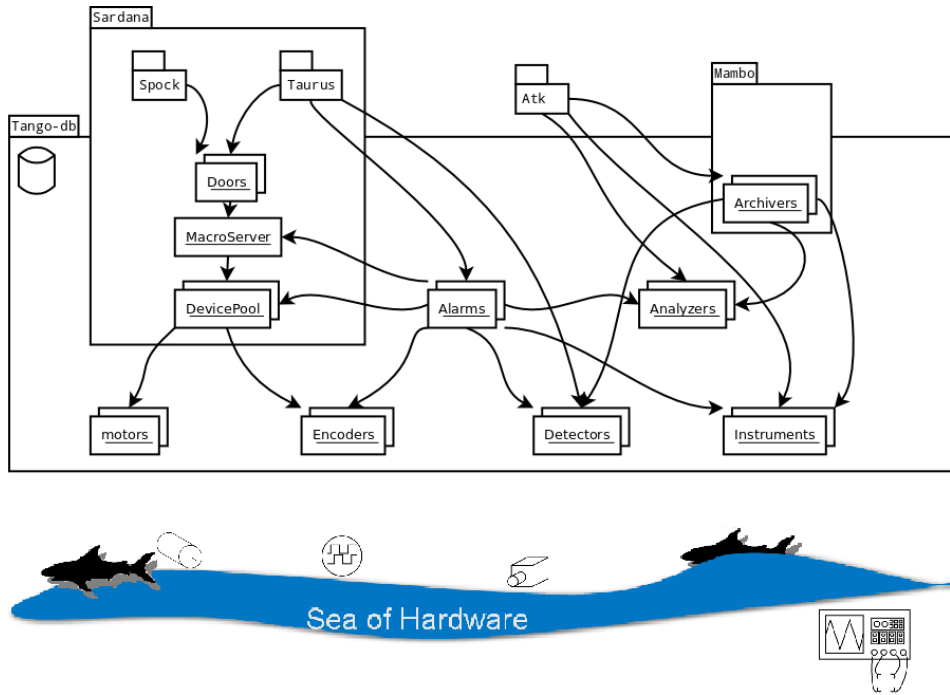 Sardana
Spock
Taurus
Atk
Mambo
Tango-db
Doors
Archivers
MacroServer
DevicePool
Alarms
Analyzers
motors
Encoders
Detectors
Instruments
Sea of Hardware